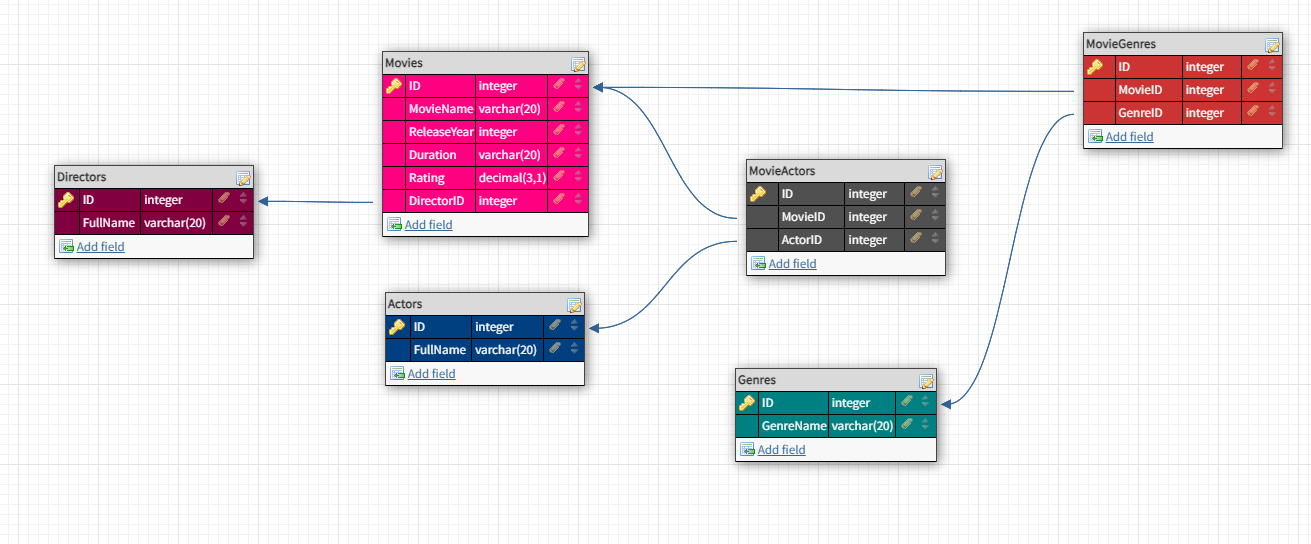 Directors
ID integer
FullName varchar(20)
Add field
Movies
ID integer
MovieName varchar(20)
ReleaseYear integer
Duration varchar(20)
Rating decimal(3,1)
DirectorID integer
Add field
Actors
ID integer
FullName varchar(20)
Add field
MovieActors
ID integer
MovieID integer
ActorID integer
Add field
Genres
ID integer
GenreName varchar(20)
Add field
MovieGenres
ID integer
MovieID integer
GenreID integer
Add field